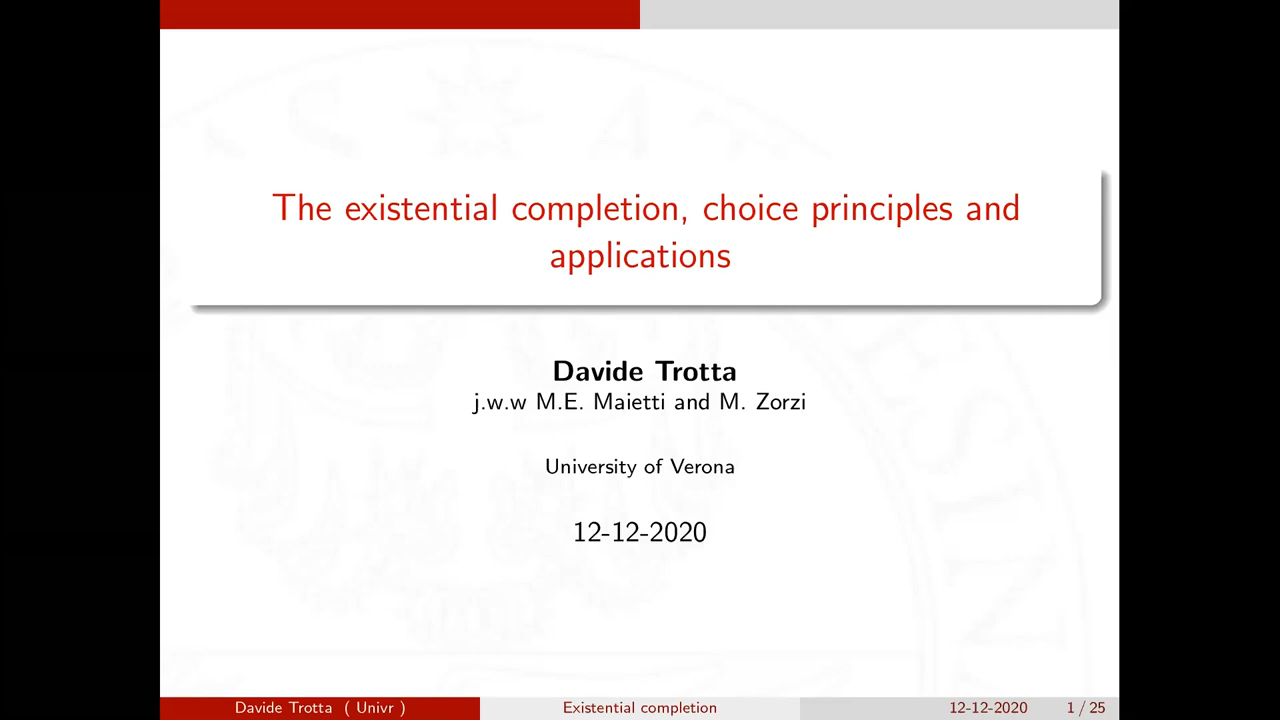 The existential completion, choice principles and
applications
Davide Trotta
j.w.w M.E. Maietti and M. Zorzi
University of Verona
12-12-2020
Davide Trotta ( Univr )
Existential completion
12-12-2020
1 / 25